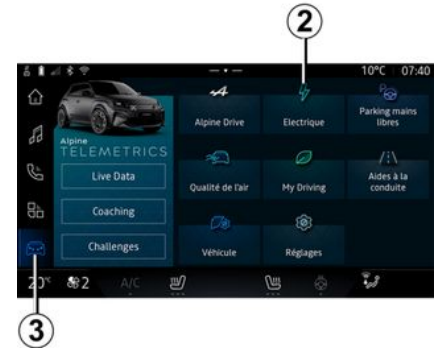 2
10°C 07:40
Alpine
TELEMETRICS
Live Data
Coaching
Challenges
Alpine Drive
Electrique
Parking mains
libres
Qualité de l'air
My Driving
Aides à la
conduite
Véhicule
Réglages
20°C
2
A/C
3